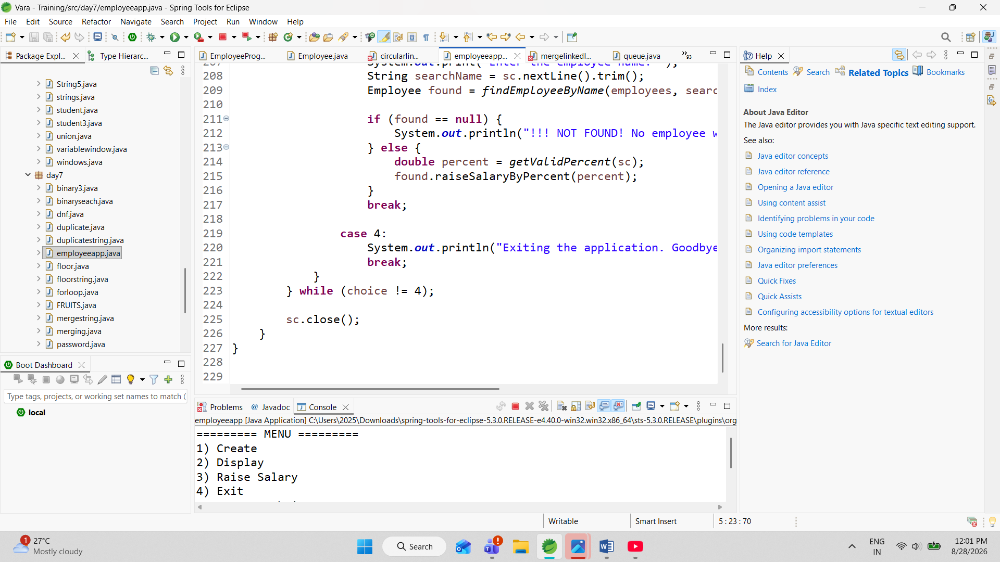 Vara - Training/src/day7/employeeapp.java - Spring Tools for Eclipse
File Edit Source Refactor Navigate Search Project Run Window Help
Package Expl... Type Hierarc...
String5.java
strings.java
student.java
student3.java
union.java
variablewindow.java
windows.java
day7
binary3.java
binaryseach.java
dnf.java
duplicate.java
duplicatestring.java
employeeapp.java
floor.java
floorstring.java
forloop.java
FRUITS.java
mergestring.java
merging.java
password.java
Boot Dashboard
Type tags, projects, or working set names to match (
local
EmployeeProg... Employee.java circularlin... employeeapp... mergelinkedl... queue.java »93
207 System.out.print("Enter the employee name: ");
208 String searchName = sc.nextLine().trim();
209 Employee found = findEmployeeByName(employees, searc
210
211 if (found == null) {
212 System.out.println("!!! NOT FOUND! No employee w
213 } else {
214 double percent = getValidPercent(sc);
215 found.raiseSalaryByPercent(percent);
216 }
217 break;
218
219 case 4:
220 System.out.println("Exiting the application. Goodbye
221 break;
222 }
223 } while (choice != 4);
224
225 sc.close();
226 }
227 }
228
229
Problems @ Javadoc Console
employeeapp [Java Application] C:\Users\2025\Downloads\spring-tools-for-eclipse-5.3.0.RELEASE-e4.40.0-win32.win32.x86_64\sts-5.3.0.RELEASE\plugins\org
========= MENU =========
1) Create
2) Display
3) Raise Salary
4) Exit
Help
Contents Search Related Topics Bookmarks
Index
About Java Editor
The Java editor provides you with Java specific text editing support.
See also:
Java editor concepts
Java editor reference
Opening a Java editor
Using content assist
Identifying problems in your code
Using code templates
Organizing import statements
Java editor preferences
Quick Fixes
Quick Assists
Configuring accessibility options for textual editors
More results:
Search for Java Editor
Writable Smart Insert 5 : 23 : 70
1 27°C
Mostly cloudy
Search
ENG
IN
12:01 PM
8/28/2026